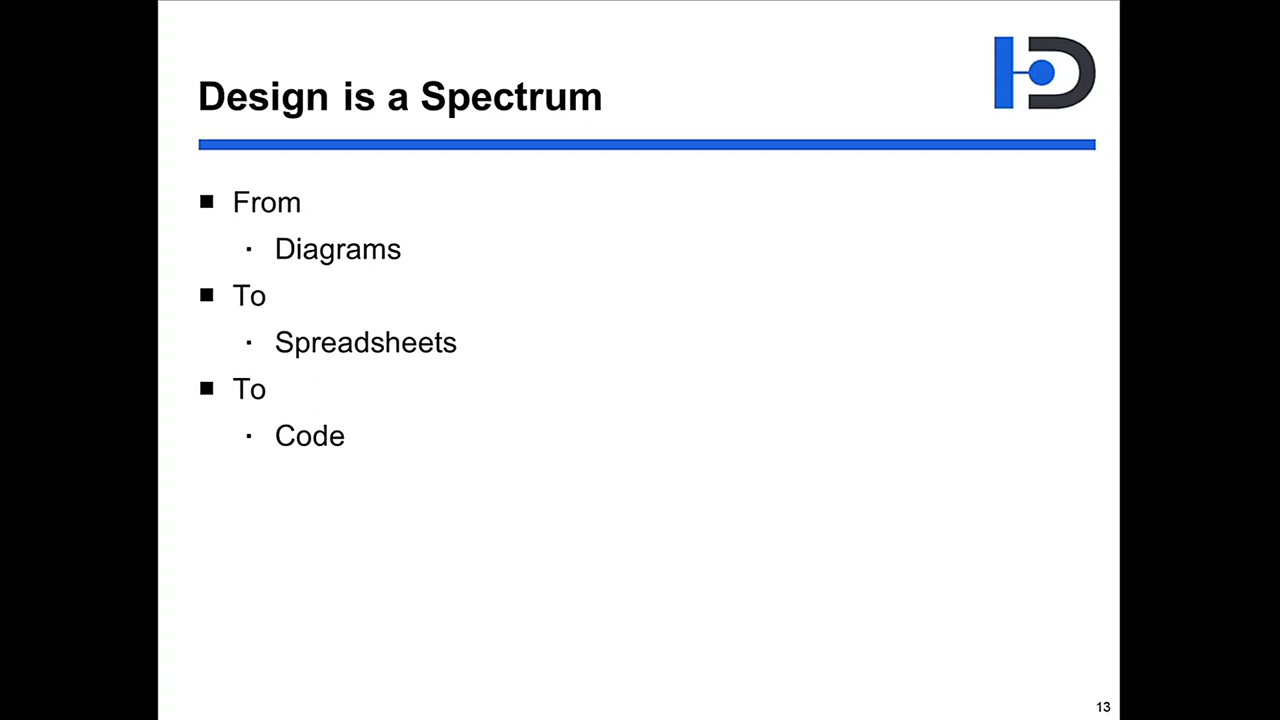 Design is a Spectrum
From
Diagrams
To
Spreadsheets
To
Code
13